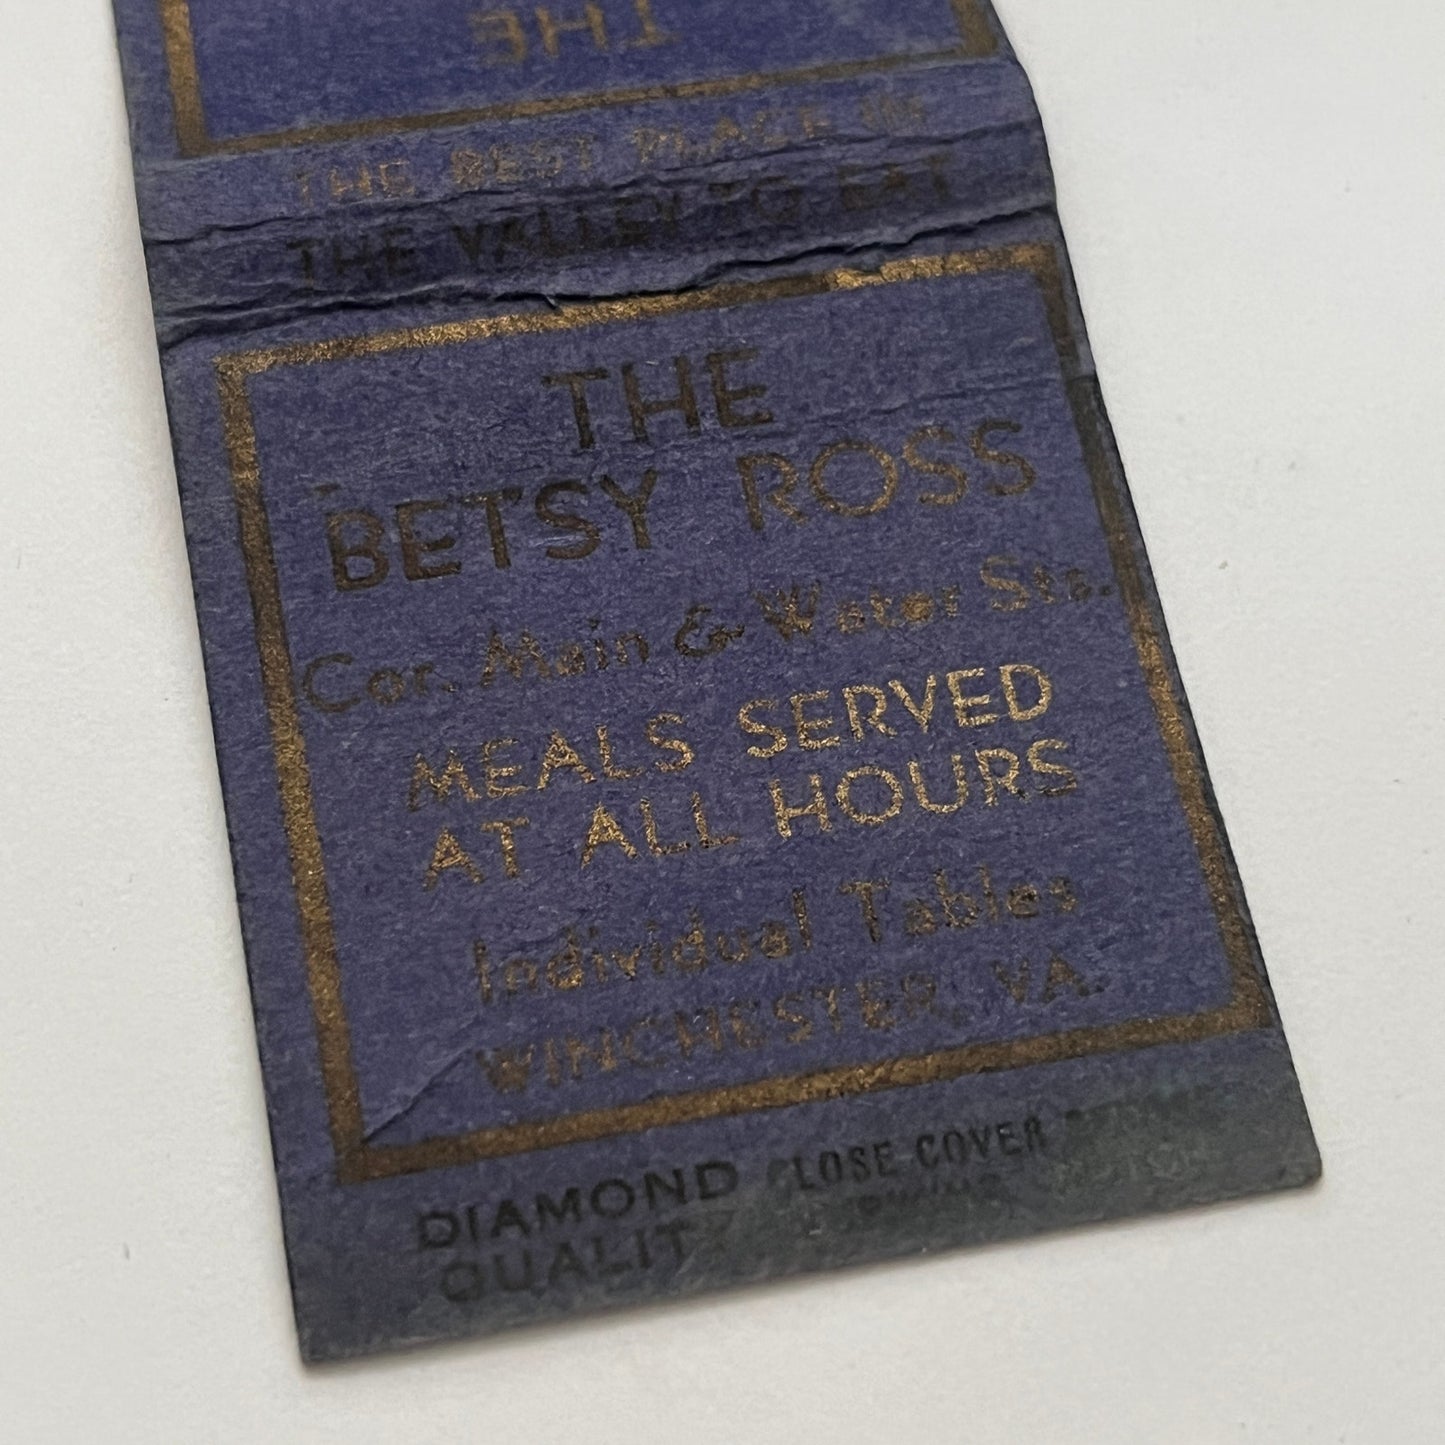 THE
THE BEST PLACE IN
THE VALLEY TO EAT
THE
BETSY ROSS
Cor. Main & Water Sts.
MEALS SERVED
AT ALL HOURS
Individual Tables
WINCHESTER, VA.
DIAMOND CLOSE COVER
QUALIT